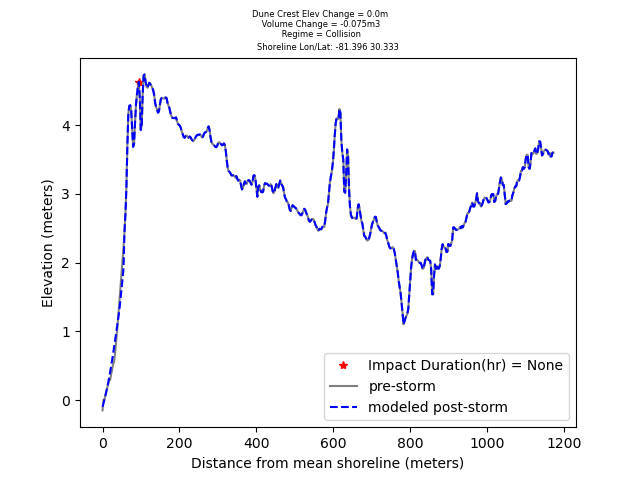 Dune Crest Elev Change = 0.0m
Volume Change = -0.075m3
Regime = Collision
Shoreline Lon/Lat: -81.396 30.333
4
3
2
1
0
Elevation (meters)
0 200 400 600 800 1000 1200
Distance from mean shoreline (meters)
Impact Duration(hr) = None
pre-storm
modeled post-storm